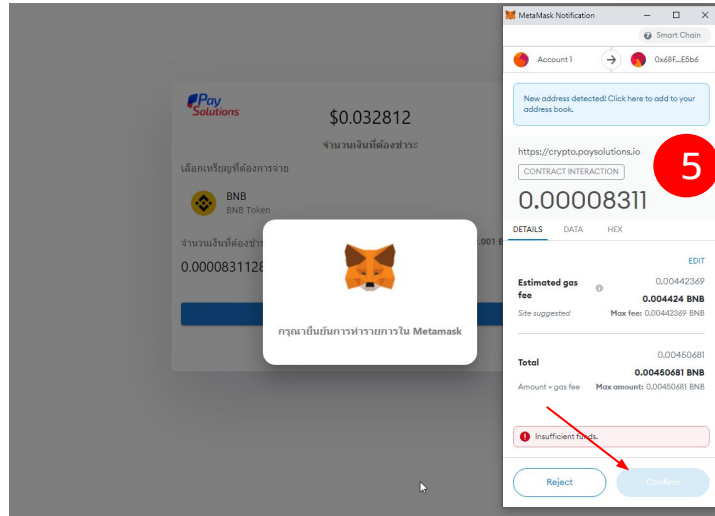 Pay
Solutions
$0.032812
จำนวนเงินที่ต้องชำระ
เลือกเหรียญที่ต้องการจ่าย
BNB
BNB Token
จำนวนเงินที่ต้องชำ
.001 B
0.0000831128
กรุณายืนยันการทำรายการใน Metamask
MetaMask Notification
Smart Chain
Account 1
0x68F...E5b6
New address detected! Click here to add to your
address book.
https://crypto.paysolutions.io
CONTRACT INTERACTION
5
0.00008311
DETAILS
DATA
HEX
EDIT
Estimated gas
fee
0.00442369
0.004424 BNB
Site suggested
Max fee: 0.00442369 BNB
Total
0.00450681
0.00450681 BNB
Amount + gas fee
Max amount: 0.00450681 BNB
Insufficient funds.
Reject
Confirm